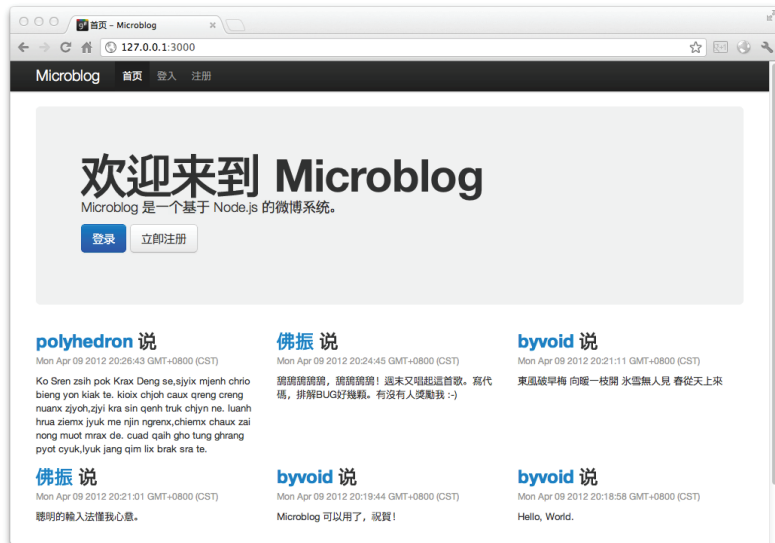 首页 - Microblog
127.0.0.1:3000
Microblog 首页 登入 注册
欢迎来到 Microblog
Microblog 是一个基于 Node.js 的微博系统。
登录 立即注册
polyhedron 说
Mon Apr 09 2012 20:26:43 GMT+0800 (CST)
Ko Sren zsih pok Krax Deng se,sjyix mjenh chrio
bieng yon kiak te. kioix chjoh caux qreng creng
nuanx zjyoh,zjyi kra sin qenh truk chjyn ne. luanh
hrua ziemx jyuk me njin ngrenx,chiemx chaux zai
nong muot mrax de. cuad qaih gho tung ghrang
pyot cyuk,lyuk jang qim lix brak sra te.
佛振 说
Mon Apr 09 2012 20:24:45 GMT+0800 (CST)
鵠鵠鵠鵠鵠,鵠鵠鵠鵠!週末又唱起這首歌。寫代
碼,排解BUG好幾顆。有沒有人獎勵我 :-)
byvoid 说
Mon Apr 09 2012 20:21:11 GMT+0800 (CST)
東風破早梅 向暖一枝開 氷雪無人見 春從天上來
佛振 说
Mon Apr 09 2012 20:21:01 GMT+0800 (CST)
聰明的輸入法懂我心意。
byvoid 说
Mon Apr 09 2012 20:19:44 GMT+0800 (CST)
Microblog 可以用了,祝賀!
byvoid 说
Mon Apr 09 2012 20:18:58 GMT+0800 (CST)
Hello, World.